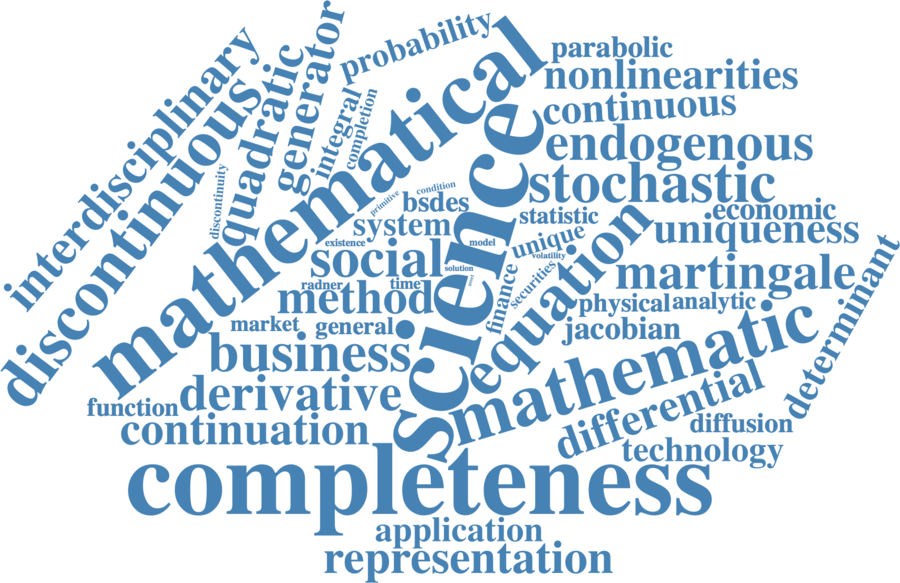 interdisciplinary
discontinuous
discontinuity
quadratic
generator
integral
completion
probability
mathematical
science
parabolic
nonlinearities
continuous
endogenous
stochastic
primitive
condition
bsdes
system
existence
statistic
economic
uniqueness
unique
volatility
model
solution
social
radner
time
method
finance
securities
equation
martingale
physical
analytic
jacobian
determinant
market
general
business
derivative
function
continuation
mathematic
differential
diffusion
technology
completeness
application
representation